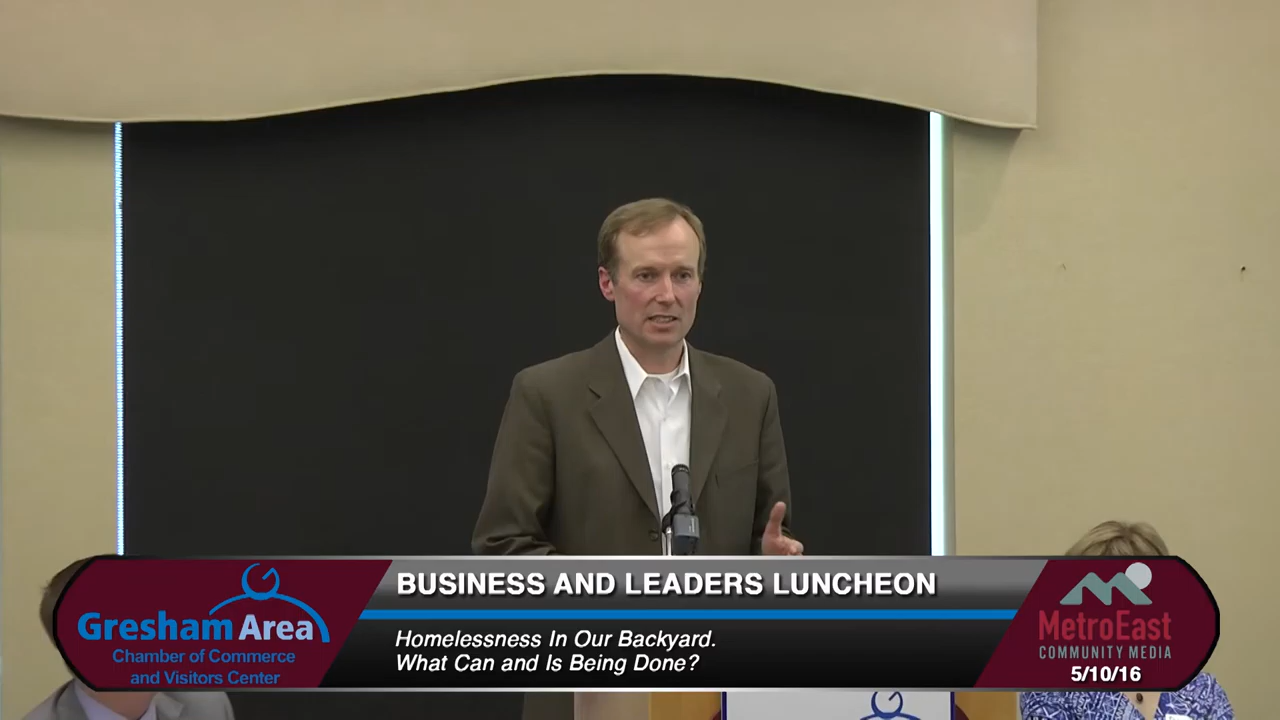 BUSINESS AND LEADERS LUNCHEON
Gresham Area
Chamber of Commerce
and Visitors Center
Homelessness In Our Backyard.
What Can and Is Being Done?
MetroEast
COMMUNITY MEDIA
5/10/16